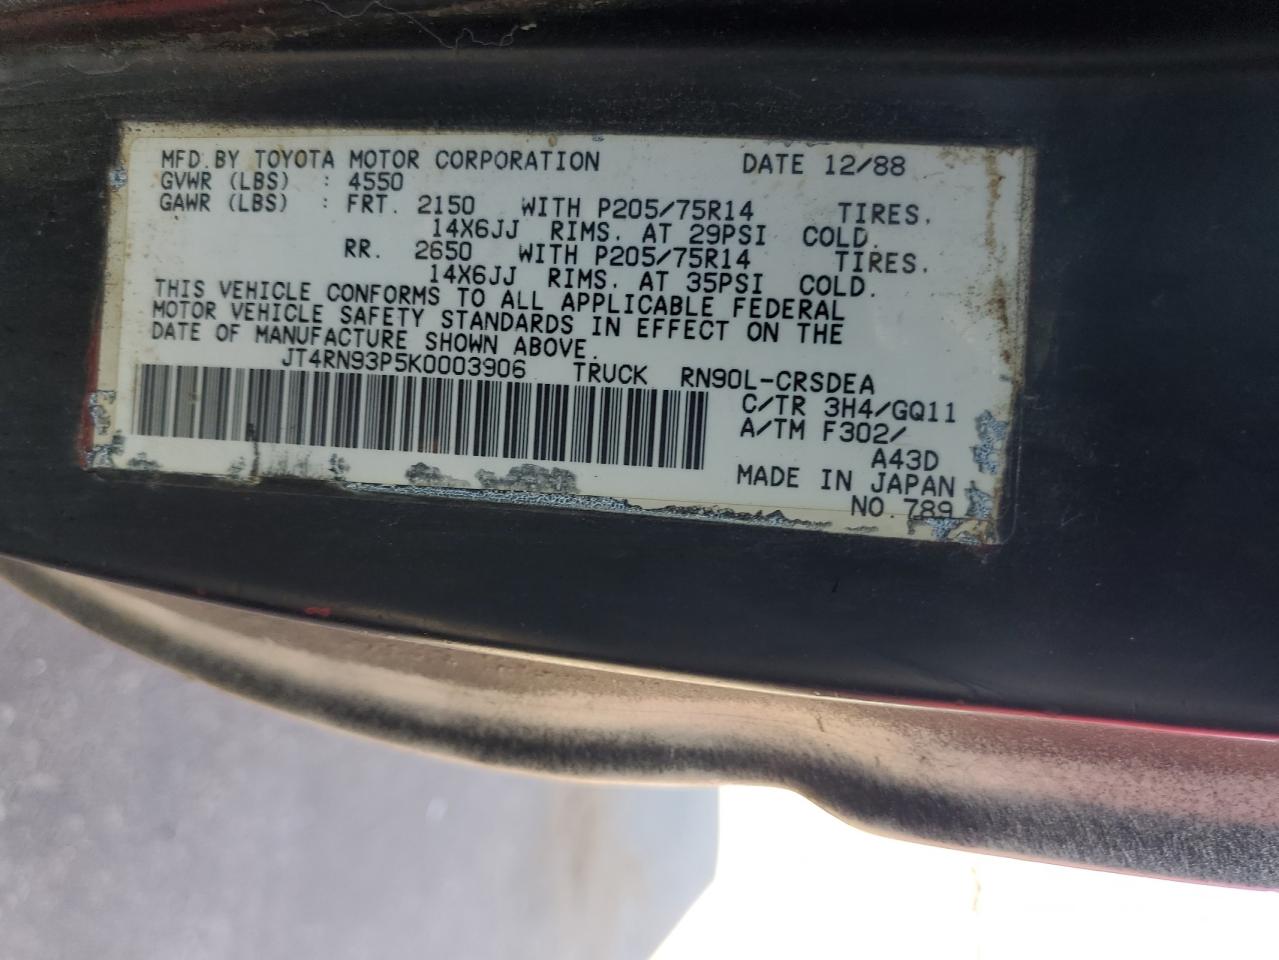 MFD. BY TOYOTA MOTOR CORPORATION DATE 12/88
GVWR (LBS) : 4550
GAWR (LBS) : FRT. 2150 WITH P205/75R14 TIRES.
14X6JJ RIMS. AT 29PSI COLD.
RR. 2650 WITH P205/75R14 TIRES.
14X6JJ RIMS. AT 35PSI COLD.
THIS VEHICLE CONFORMS TO ALL APPLICABLE FEDERAL
MOTOR VEHICLE SAFETY STANDARDS IN EFFECT ON THE
DATE OF MANUFACTURE SHOWN ABOVE.
JT4RN93P5K0003906 TRUCK RN90L-CRSDEA
C/TR 3H4/GQ11
A/TM F302/
A43D
MADE IN JAPAN
NO. 789